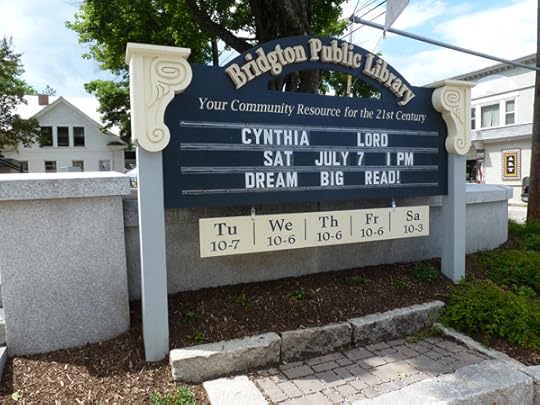 Bridgton Public Library
Your Community Resource for the 21st Century
CYNTHIA LORD
SAT JULY 7 1 PM
DREAM BIG READ!
Tu We Th Fr Sa
10-7 10-6 10-6 10-6 10-3
ART